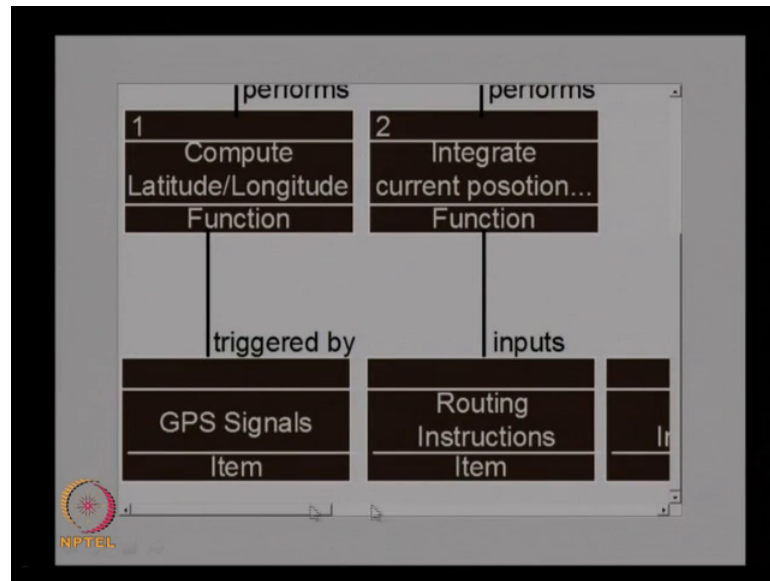 performs performs
1 2
Compute Integrate
Latitude/Longitude current posotion...
Function Function
triggered by inputs
GPS Signals Routing
Instructions
Item Item
NPTEL